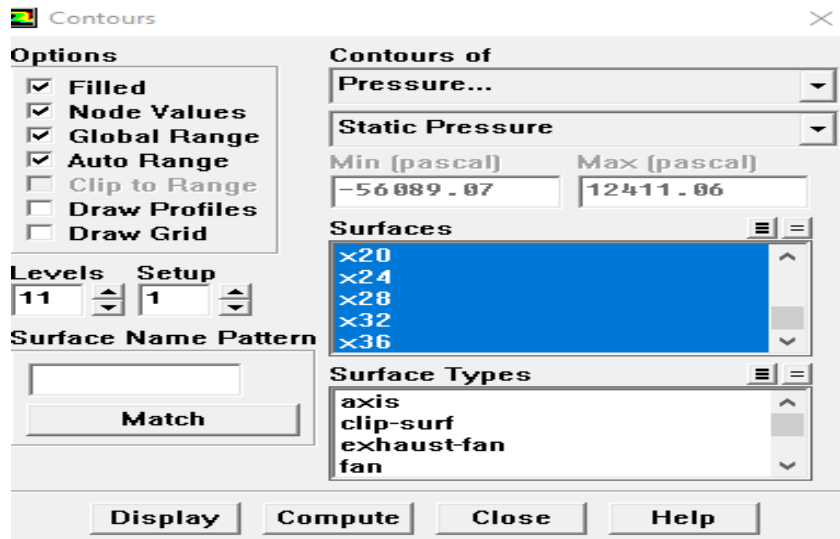 Contours
Options
Filled
Node Values
Global Range
Auto Range
Clip to Range
Draw Profiles
Draw Grid
Levels Setup
11 1
Surface Name Pattern
Match
Contours of
Pressure...
Static Pressure
Min (pascal) Max (pascal)
-56089.07 12411.06
Surfaces
x20
x24
x28
x32
x36
Surface Types
axis
clip-surf
exhaust-fan
fan
Display Compute Close Help